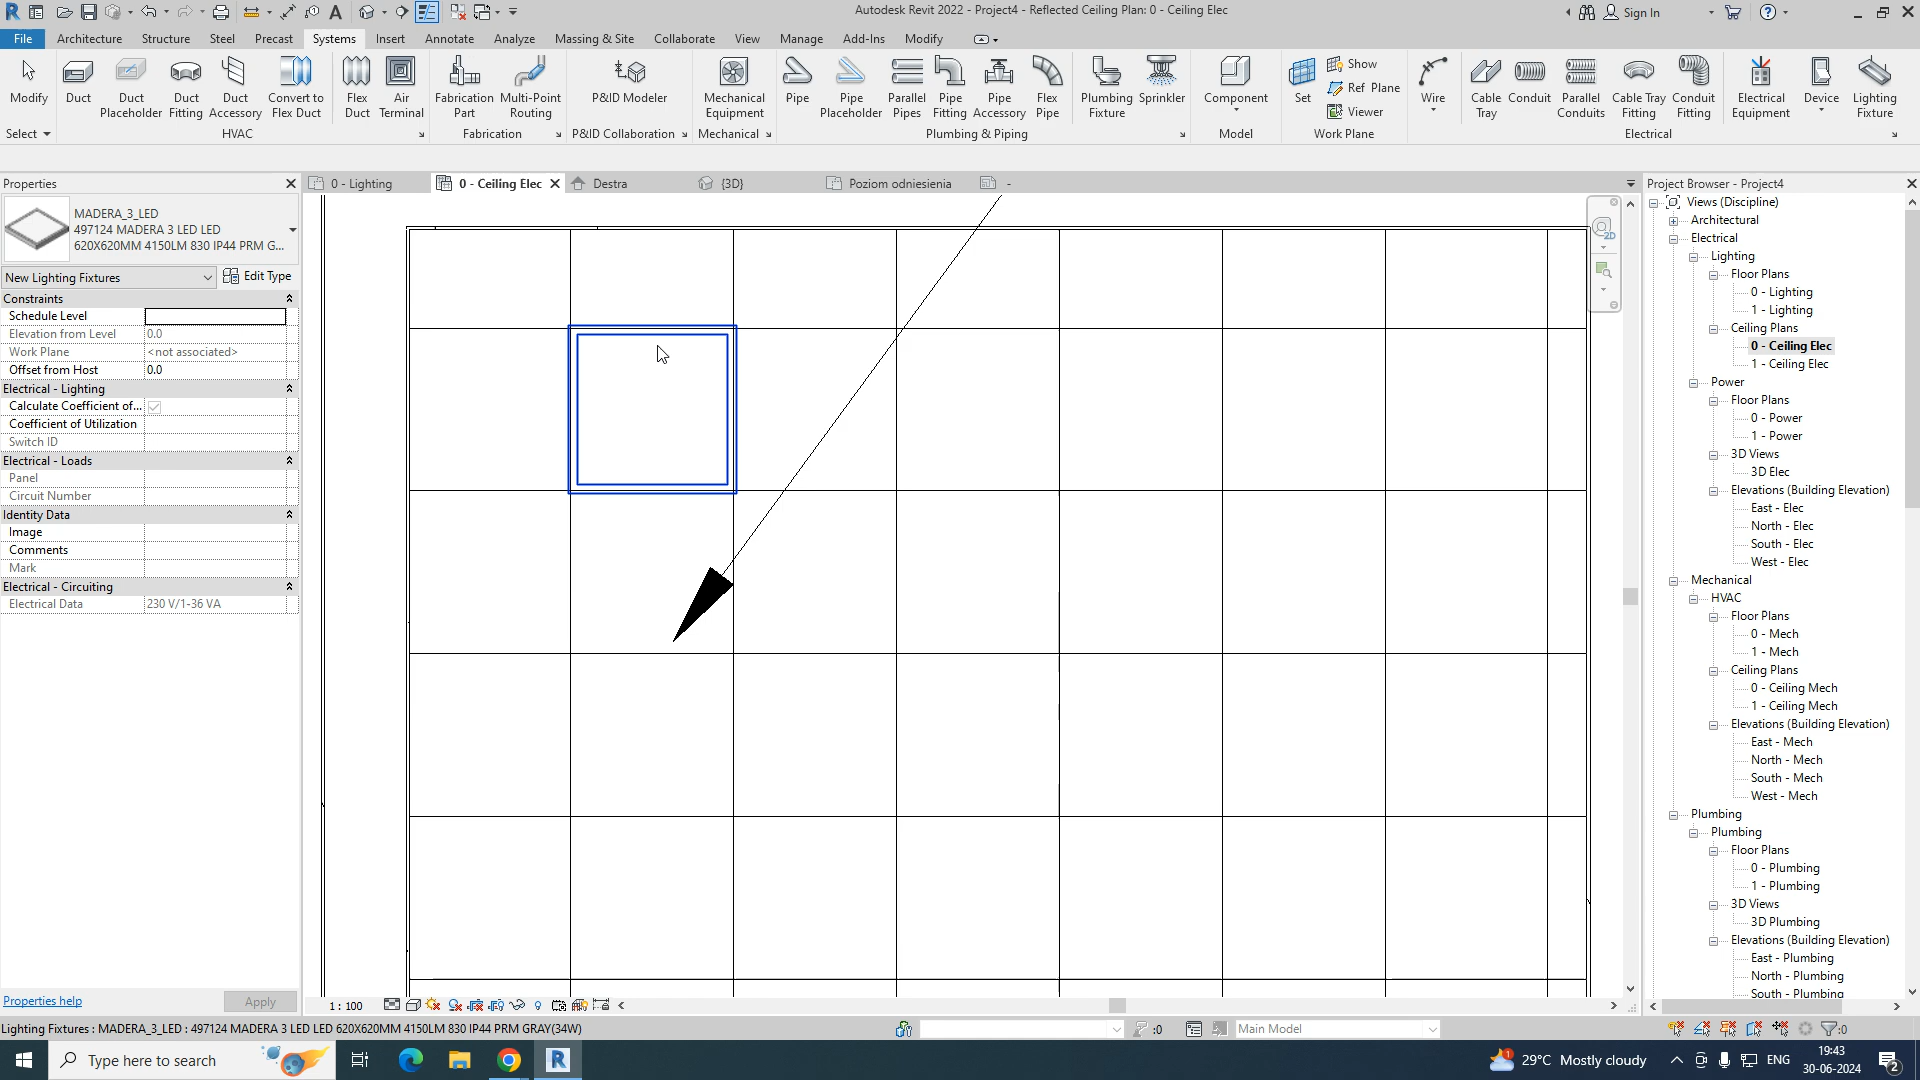 Autodesk Revit 2022 - Project4 - Reflected Ceiling Plan: 0 - Ceiling Elec
Sign In
File Architecture Structure Steel Precast Systems Insert Annotate Analyze Massing & Site Collaborate View Manage Add-Ins Modify
Modify
Duct
Duct Placeholder
Duct Fitting
Duct Accessory
Convert to Flex Duct
Flex Duct
Air Terminal
Fabrication Part
Multi-Point Routing
P&ID Modeler
Mechanical Equipment
Pipe
Pipe Placeholder
Parallel Pipes
Pipe Fitting
Pipe Accessory
Flex Pipe
Plumbing Fixture
Sprinkler
Component
Set
Show
Ref Plane
Viewer
Wire
Cable Tray
Conduit
Parallel Conduits
Cable Tray Fitting
Conduit Fitting
Electrical Equipment
Device
Lighting Fixture
Select HVAC Fabrication P&ID Collaboration Mechanical Plumbing & Piping Model Work Plane Electrical
Properties
MADERA_3_LED
497124 MADERA 3 LED LED
620X620MM 4150LM 830 IP44 PRM G...
New Lighting Fixtures Edit Type
Constraints
Schedule Level
Elevation from Level 0.0
Work Plane <not associated>
Offset from Host 0.0
Electrical - Lighting
Calculate Coefficient of...
Coefficient of Utilization
Switch ID
Electrical - Loads
Panel
Circuit Number
Identity Data
Image
Comments
Mark
Electrical - Circuiting
Electrical Data 230 V/1-36 VA
Properties help Apply
0 - Lighting 0 - Ceiling Elec Destra {3D} Poziom odniesienia -
2D
1 : 100
Project Browser - Project4
Views (Discipline)
Architectural
Electrical
Lighting
Floor Plans
0 - Lighting
1 - Lighting
Ceiling Plans
0 - Ceiling Elec
1 - Ceiling Elec
Power
Floor Plans
0 - Power
1 - Power
3D Views
3D Elec
Elevations (Building Elevation)
East - Elec
North - Elec
South - Elec
West - Elec
Mechanical
HVAC
Floor Plans
0 - Mech
1 - Mech
Ceiling Plans
0 - Ceiling Mech
1 - Ceiling Mech
Elevations (Building Elevation)
East - Mech
North - Mech
South - Mech
West - Mech
Plumbing
Plumbing
Floor Plans
0 - Plumbing
1 - Plumbing
3D Views
3D Plumbing
Elevations (Building Elevation)
East - Plumbing
North - Plumbing
South - Plumbing
Lighting Fixtures : MADERA_3_LED : 497124 MADERA 3 LED LED 620X620MM 4150LM 830 IP44 PRM GRAY(34W)
:0 Main Model :0
Type here to search
29°C Mostly cloudy
ENG
19:43
30-06-2024
2